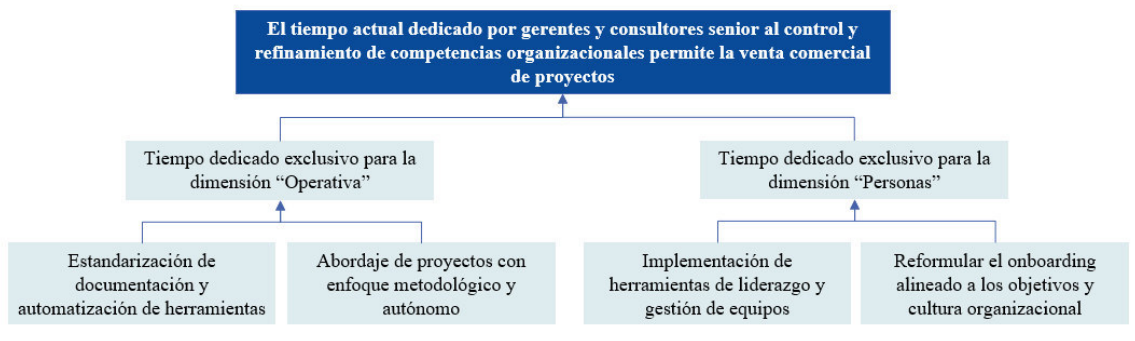 El tiempo actual dedicado por gerentes y consultores senior al control y
refinamiento de competencias organizacionales permite la venta comercial
de proyectos
Tiempo dedicado exclusivo para la
dimensión “Operativa”
Tiempo dedicado exclusivo para la
dimensión “Personas”
Estandarización de
documentación y
automatización de herramientas
Abordaje de proyectos con
enfoque metodológico y
autónomo
Implementación de
herramientas de liderazgo y
gestión de equipos
Reformular el onboarding
alineado a los objetivos y
cultura organizacional